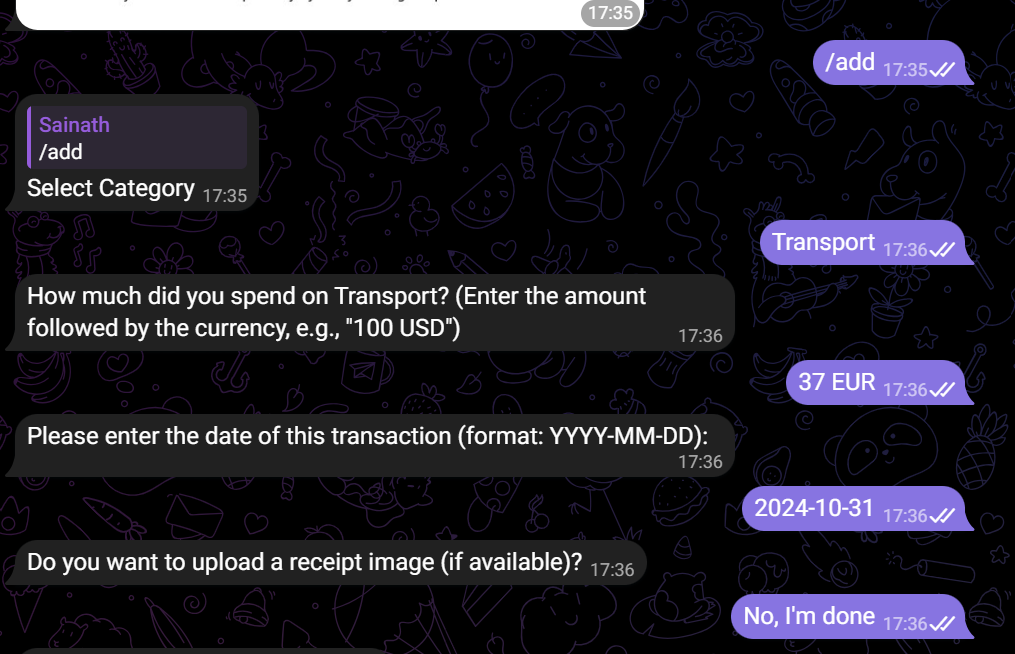 17:35
/add 17:35
Sainath
/add
Select Category 17:35
Transport 17:36
How much did you spend on Transport? (Enter the amount
followed by the currency, e.g., "100 USD") 17:36
37 EUR 17:36
Please enter the date of this transaction (format: YYYY-MM-DD):
17:36
2024-10-31 17:36
Do you want to upload a receipt image (if available)? 17:36
No, I'm done 17:36